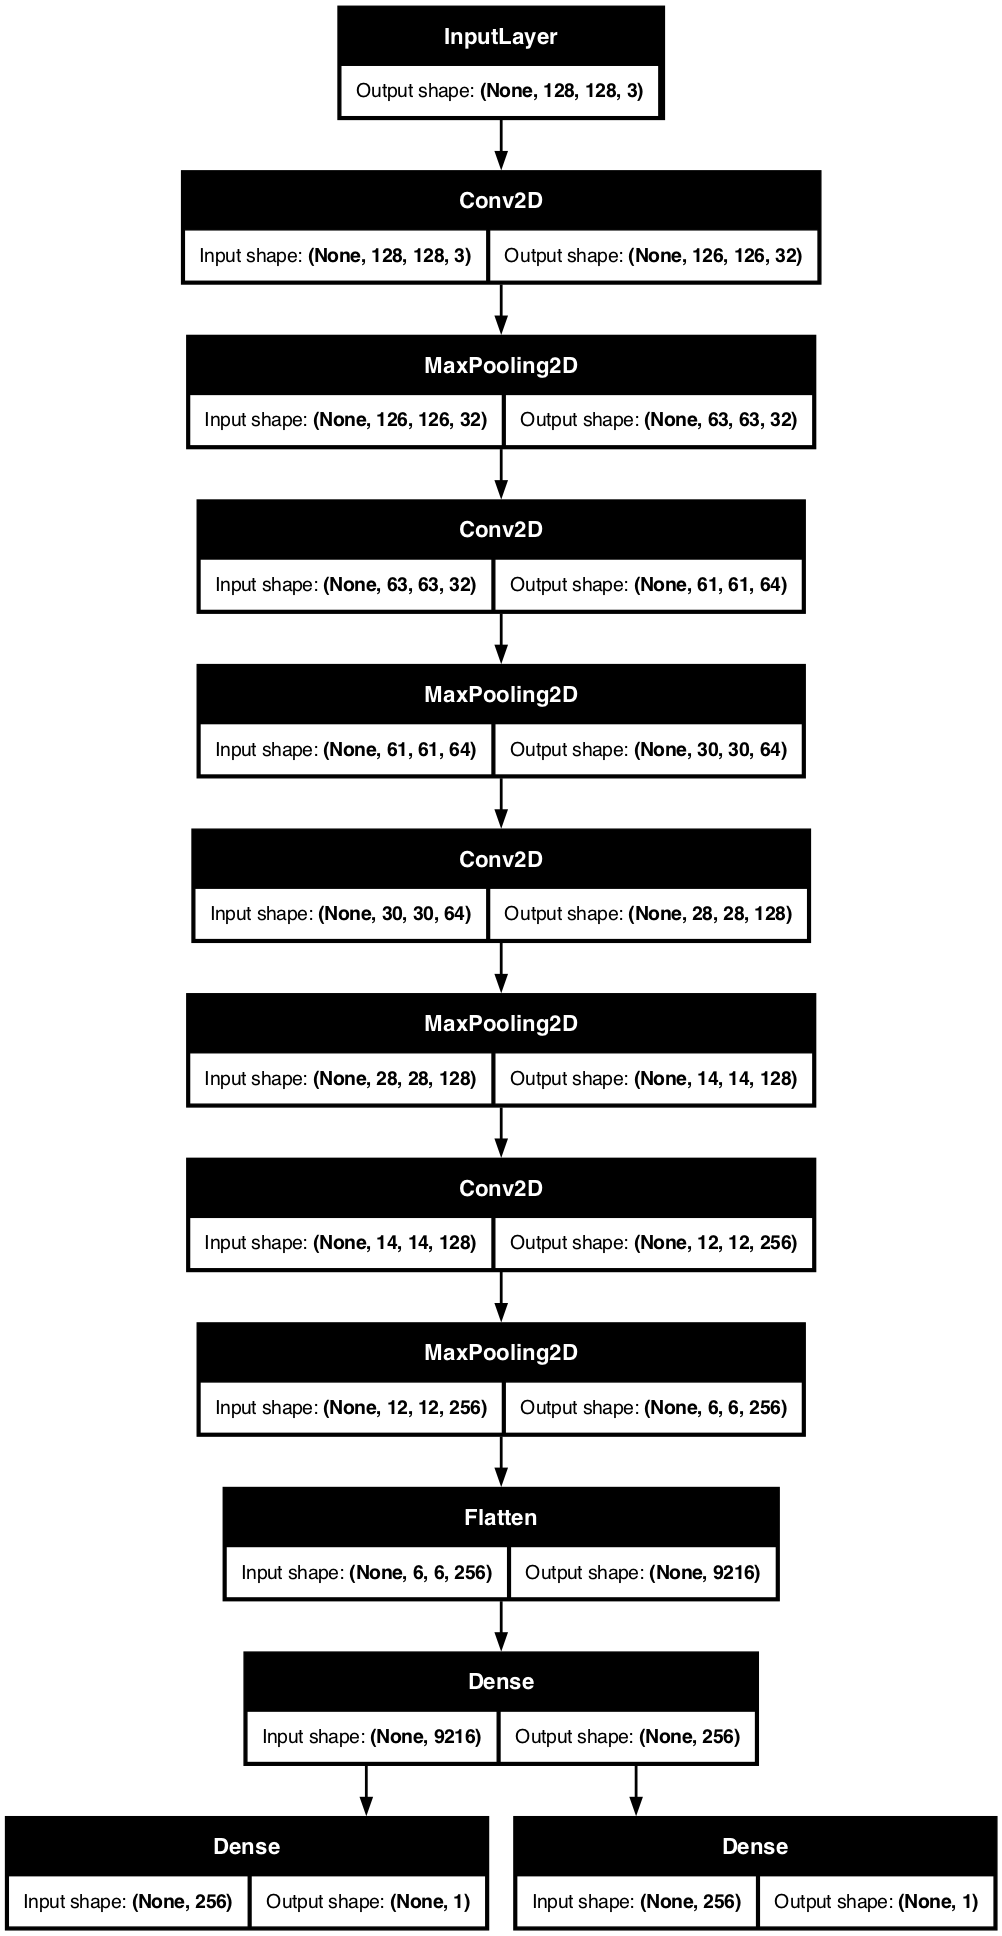 InputLayer
Output shape: (None, 128, 128, 3)
Conv2D
Input shape: (None, 128, 128, 3) Output shape: (None, 126, 126, 32)
MaxPooling2D
Input shape: (None, 126, 126, 32) Output shape: (None, 63, 63, 32)
Conv2D
Input shape: (None, 63, 63, 32) Output shape: (None, 61, 61, 64)
MaxPooling2D
Input shape: (None, 61, 61, 64) Output shape: (None, 30, 30, 64)
Conv2D
Input shape: (None, 30, 30, 64) Output shape: (None, 28, 28, 128)
MaxPooling2D
Input shape: (None, 28, 28, 128) Output shape: (None, 14, 14, 128)
Conv2D
Input shape: (None, 14, 14, 128) Output shape: (None, 12, 12, 256)
MaxPooling2D
Input shape: (None, 12, 12, 256) Output shape: (None, 6, 6, 256)
Flatten
Input shape: (None, 6, 6, 256) Output shape: (None, 9216)
Dense
Input shape: (None, 9216) Output shape: (None, 256)
Dense
Input shape: (None, 256) Output shape: (None, 1)
Dense
Input shape: (None, 256) Output shape: (None, 1)